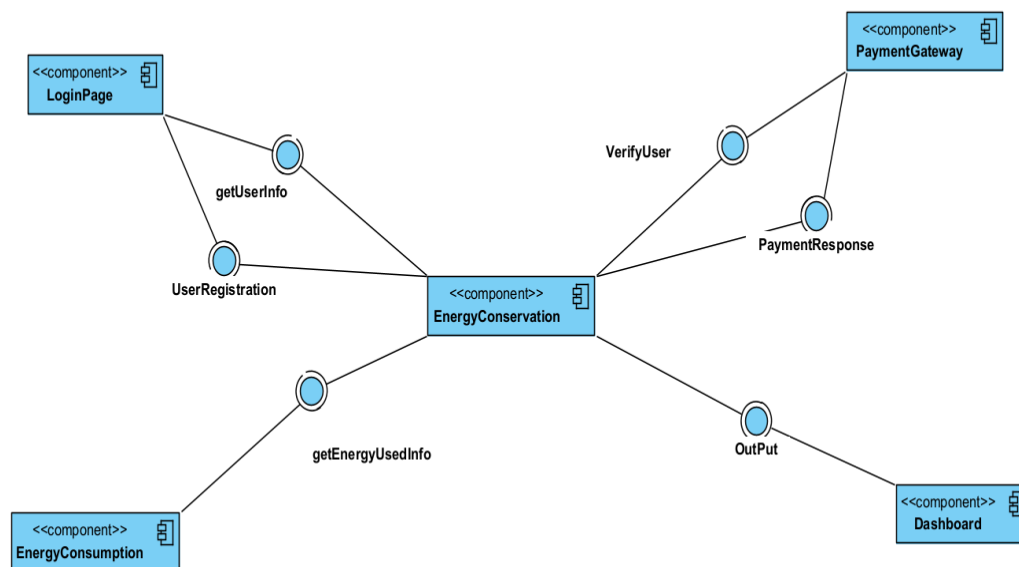 <<component>>
PaymentGateway
<<component>>
LoginPage
VerifyUser
getUserInfo
PaymentResponse
UserRegistration
<<component>>
EnergyConservation
getEnergyUsedInfo
OutPut
<<component>>
Dashboard
<<component>>
EnergyConsumption